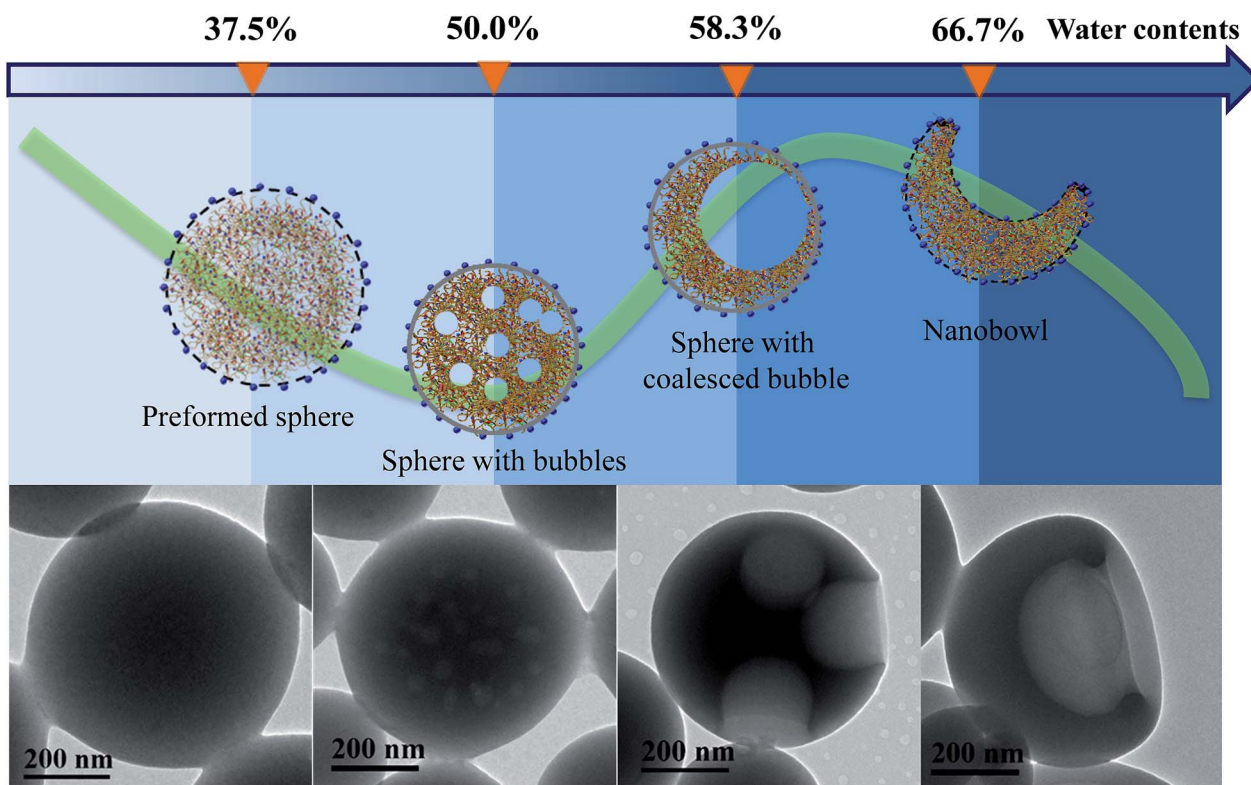 37.5% 50.0% 58.3% 66.7% Water contents
Preformed sphere
Sphere with bubbles
Sphere with
coalesced bubble
Nanobowl
200 nm 200 nm 200 nm 200 nm